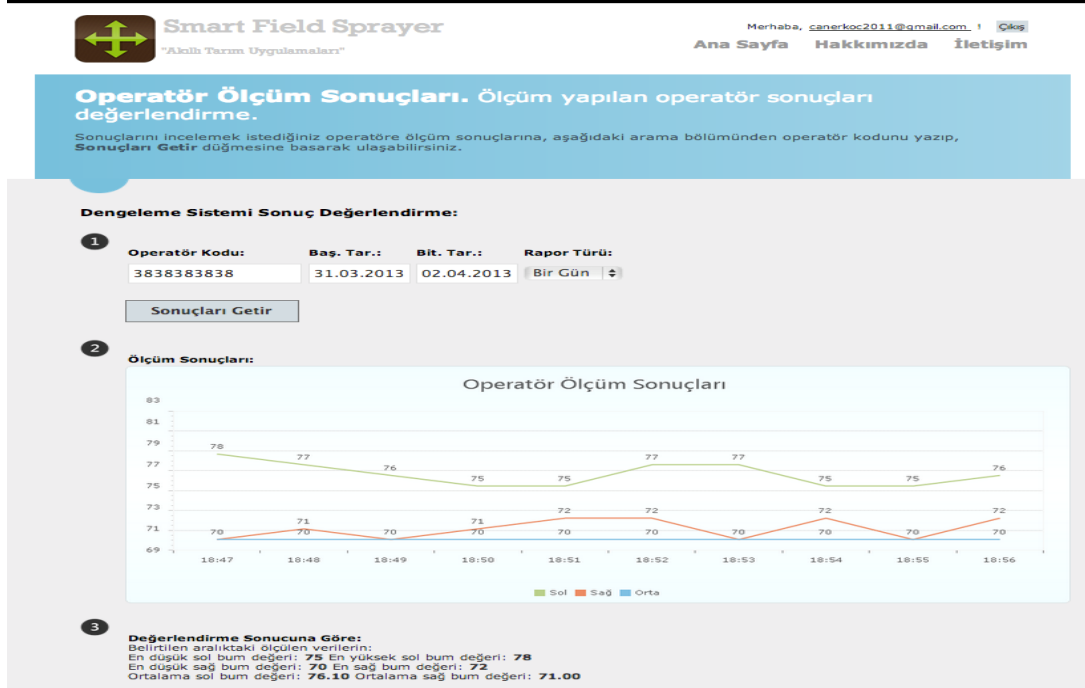 Smart Field Sprayer
"Akıllı Tarım Uygulamaları"
Merhaba, canerkoc2011@gmail.com ! Çıkış
Ana Sayfa Hakkımızda İletişim
Operatör Ölçüm Sonuçları. Ölçüm yapılan operatör sonuçları
değerlendirme.
Sonuçlarını incelemek istediğiniz operatöre ölçüm sonuçlarına, aşağıdaki arama bölümünden operatör kodunu yazıp,
Sonuçları Getir düğmesine basarak ulaşabilirsiniz.
Dengeleme Sistemi Sonuç Değerlendirme:
1
Operatör Kodu: Baş. Tar.: Bit. Tar.: Rapor Türü:
3838383838 31.03.2013 02.04.2013 Bir Gün
Sonuçları Getir
2
Ölçüm Sonuçları:
Operatör Ölçüm Sonuçları
83
81
79
77
75
73
71
69
78 77 76 75 75 77 77 75 75 76
70 71 70 71 72 72 70 72 70 72
70 70 70 70 70 70 70 70 70
18:47 18:48 18:49 18:50 18:51 18:52 18:53 18:54 18:55 18:56
Sol Sağ Orta
3
Değerlendirme Sonucuna Göre:
Belirtilen aralıktaki ölçülen verilerin:
En düşük sol bum değeri: 75 En yüksek sol bum değeri: 78
En düşük sağ bum değeri: 70 En sağ bum değeri: 72
Ortalama sol bum değeri: 76.10 Ortalama sağ bum değeri: 71.00